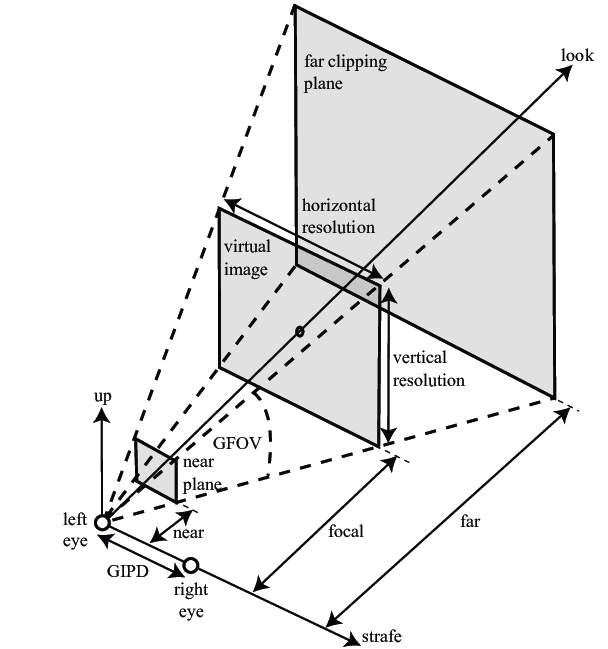 look
far clipping
plane
horizontal
resolution
virtual
image
vertical
resolution
up
GFOV
near
plane
left
eye
near
focal
far
GIPD
right
eye
strafe